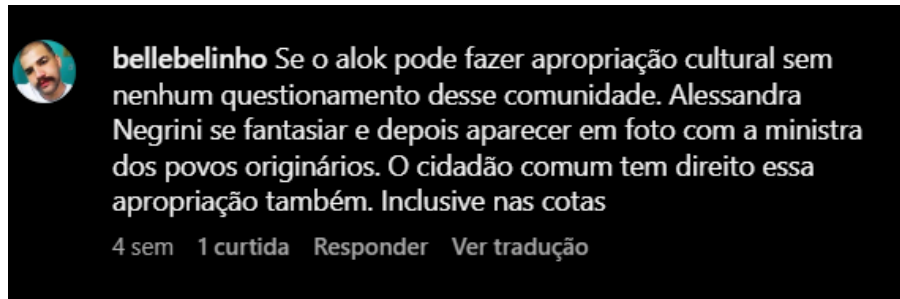 bellebelinho Se o alok pode fazer apropriação cultural sem
nenhum questionamento desse comunidade. Alessandra
Negrini se fantasiar e depois aparecer em foto com a ministra
dos povos originários. O cidadão comum tem direito essa
apropriação também. Inclusive nas cotas
4 sem 1 curtida Responder Ver tradução